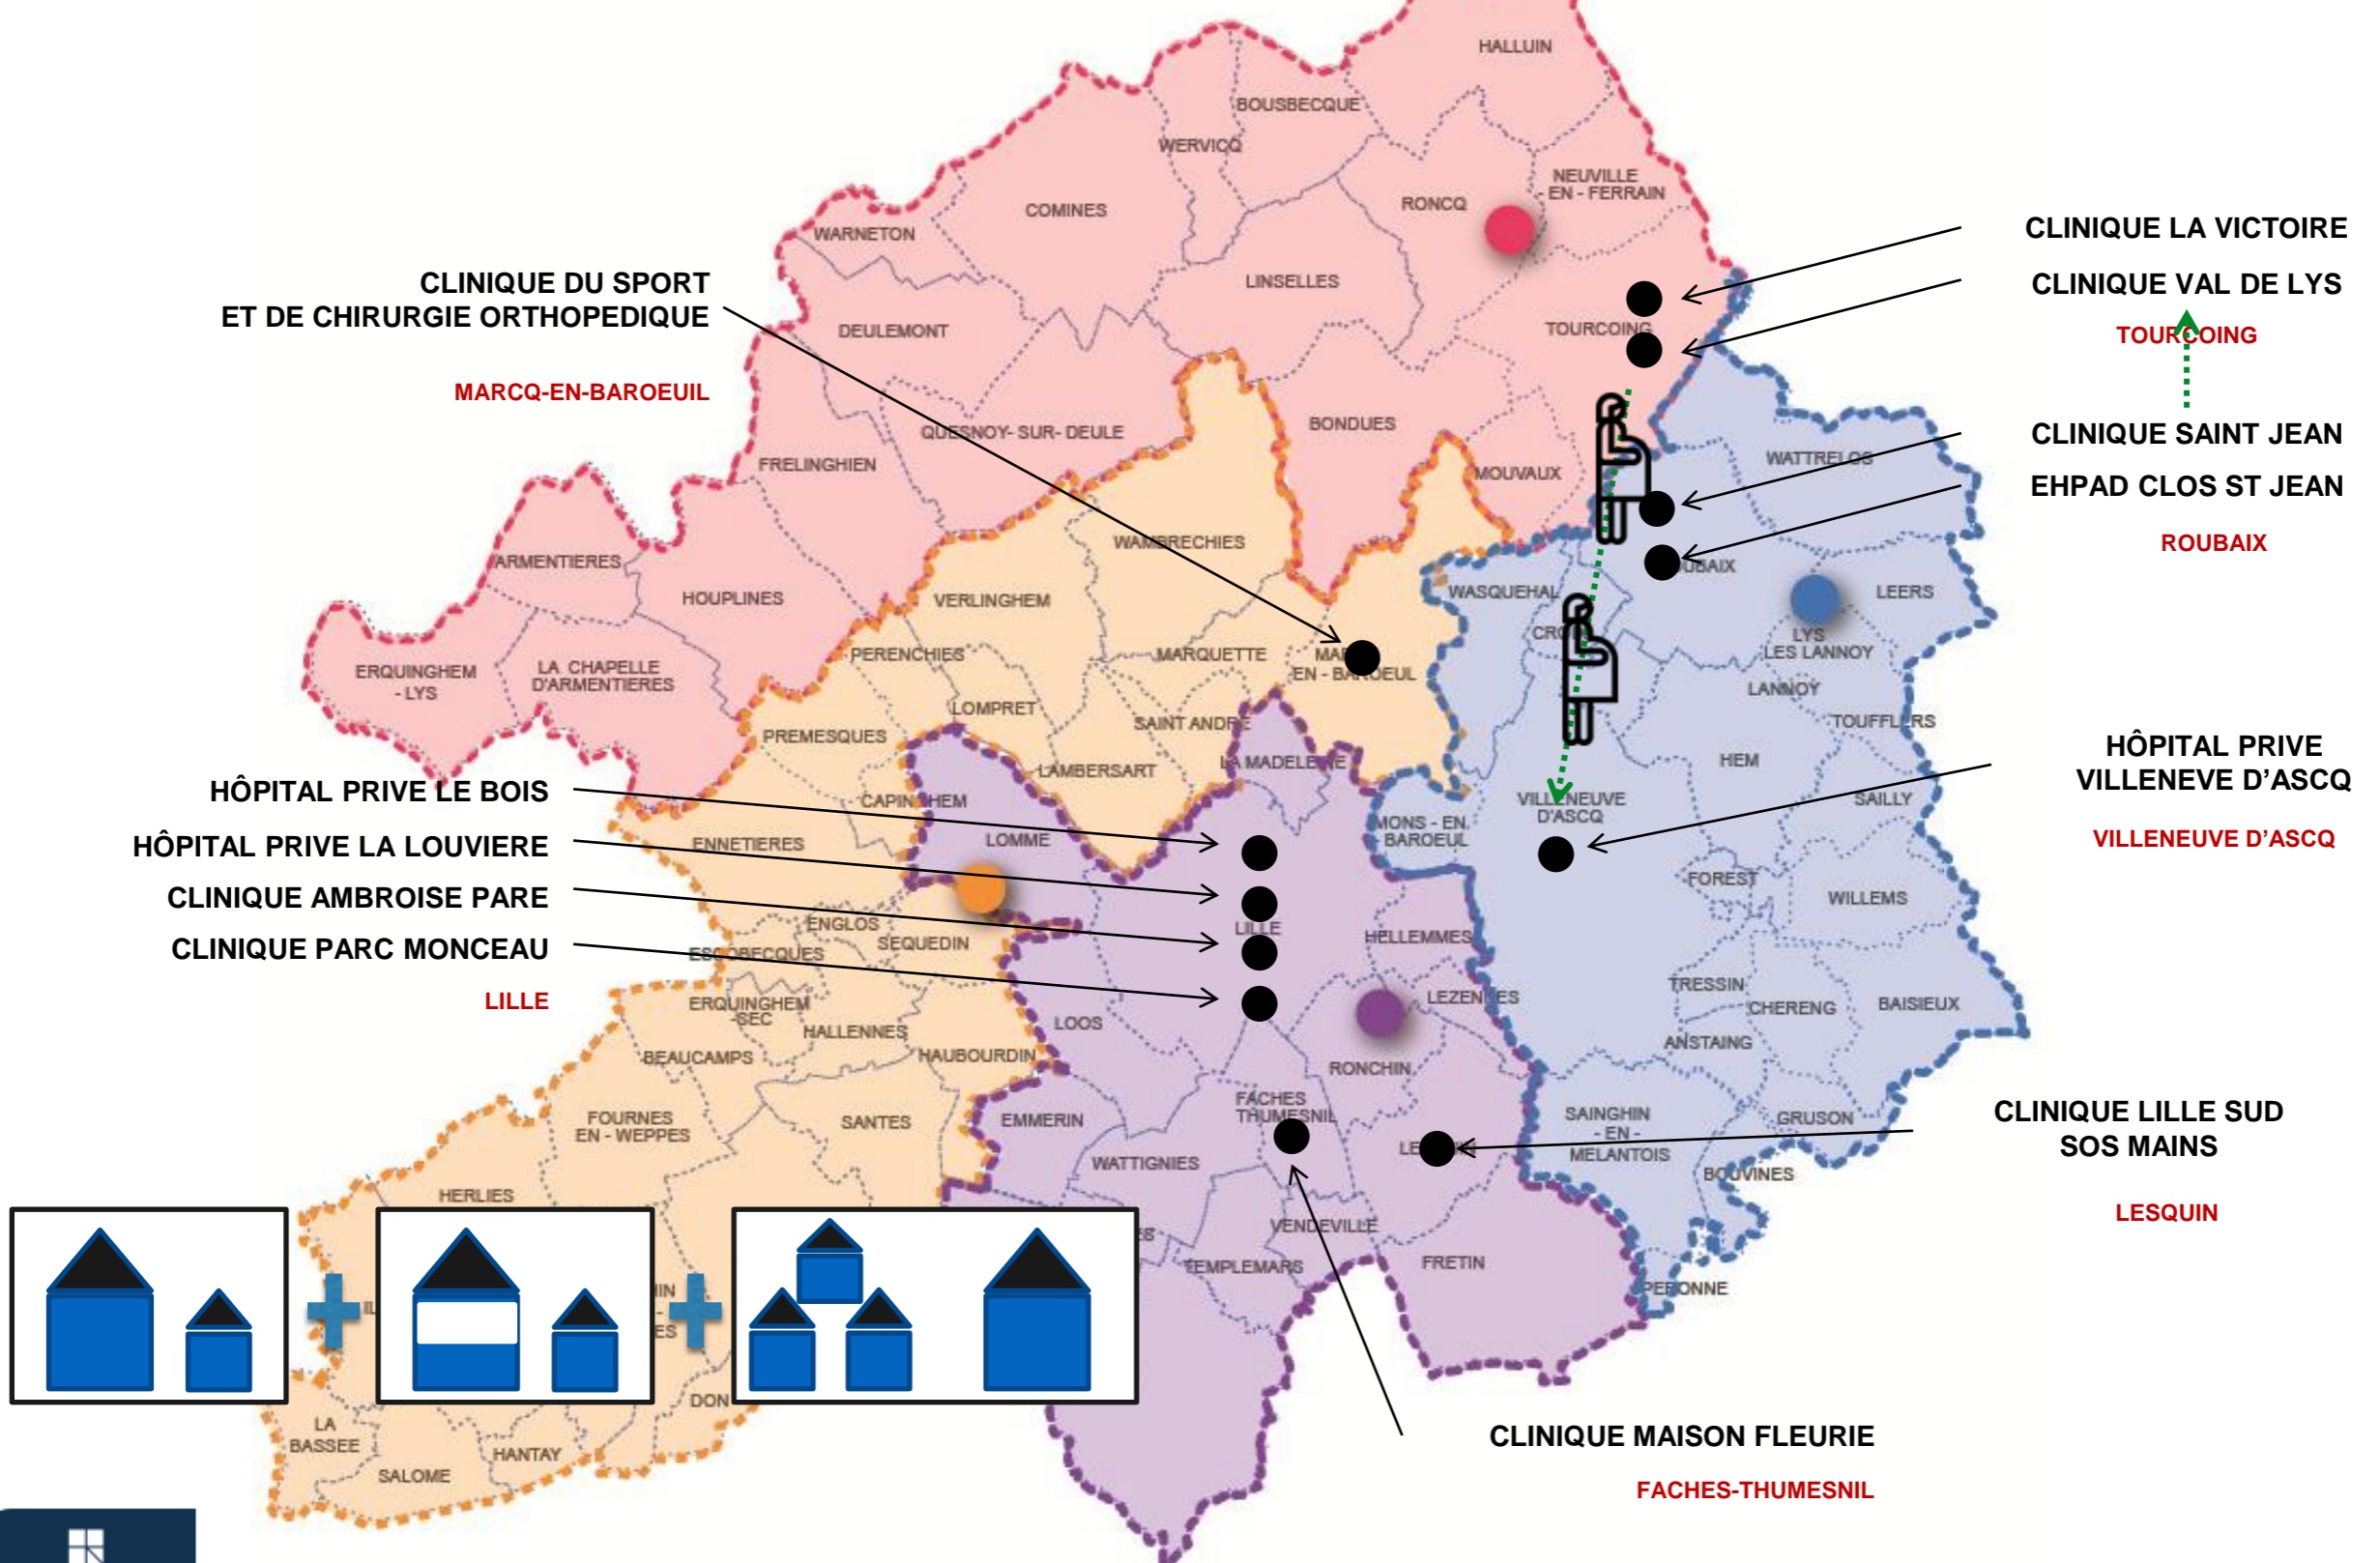 HALLUIN
BOUSBECQUE
WERVICQ
NEUVILLE
- EN - FERRAIN
RONCQ
COMINES
WARNETON
LINSELLES
DEULEMONT
TOURCOING
QUESNOY- SUR- DEULE
BONDUES
FRELINGHIEN
MOUVAUX
WATTRELOS
CLINIQUE LA VICTOIRE
CLINIQUE VAL DE LYS
TOURCOING
CLINIQUE SAINT JEAN
EHPAD CLOS ST JEAN
ROUBAIX
CLINIQUE DU SPORT
ET DE CHIRURGIE ORTHOPEDIQUE
MARCQ-EN-BAROEUIL
ARMENTIERES
WAMBRECHIES
HOUPLINES
VERLINGHEM
WASQUEHAL
LEERS
ERQUINGHEM
- LYS
LA CHAPELLE
D'ARMENTIERES
PERENCHIES
MARQUETTE
EN - BAROEUL
LYS
LES LANNOY
LANNOY
LOMPRET
SAINT ANDRE
TOUFFLERS
PREMESQUES
LAMBERSART
LA MADELEINE
HEM
CAPINGHEM
VILLENEUVE
D'ASCQ
SAILLY
HÔPITAL PRIVE
VILLENEVE D'ASCQ
VILLENEUVE D'ASCQ
HÔPITAL PRIVE LE BOIS
HÔPITAL PRIVE LA LOUVIERE
CLINIQUE AMBROISE PARE
CLINIQUE PARC MONCEAU
LILLE
ENNETIERES
LOMME
MONS - EN
- BAROEUL
FOREST
WILLEMS
ENGLOS
SEQUEDIN
ESCOBECQUES
LILLE
HELLEMMES
ERQUINGHEM
-SEC
HALLENNES
LOOS
LEZENNES
TRESSIN
CHERENG
BAISIEUX
ANSTAING
BEAUCAMPS
HAUBOURDIN
RONCHIN
FOURNES
EN - WEPPES
SANTES
EMMERIN
FACHES
THUMESNIL
SAINGHIN
- EN -
MELANTOIS
GRUSON
WATTIGNIES
BOUVINES
CLINIQUE LILLE SUD
SOS MAINS
LESQUIN
HERLIES
VENDEVILLE
TEMPLEMARS
FRETIN
PERONNE
DON
LA
BASSEE
HANTAY
SALOME
CLINIQUE MAISON FLEURIE
FACHES-THUMESNIL